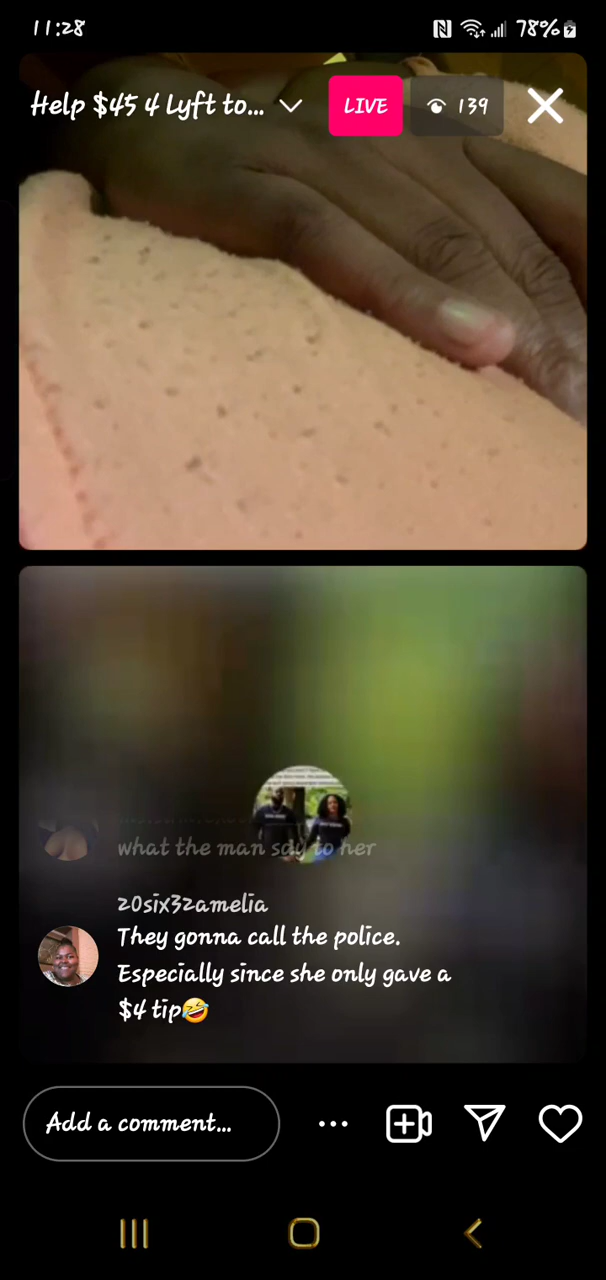 11:28
78%
Help $45 4 Lyft to...
LIVE
139
what the man say to her
20six32amelia
They gonna call the police.
Especially since she only gave a
$4 tip🤣
Add a comment...